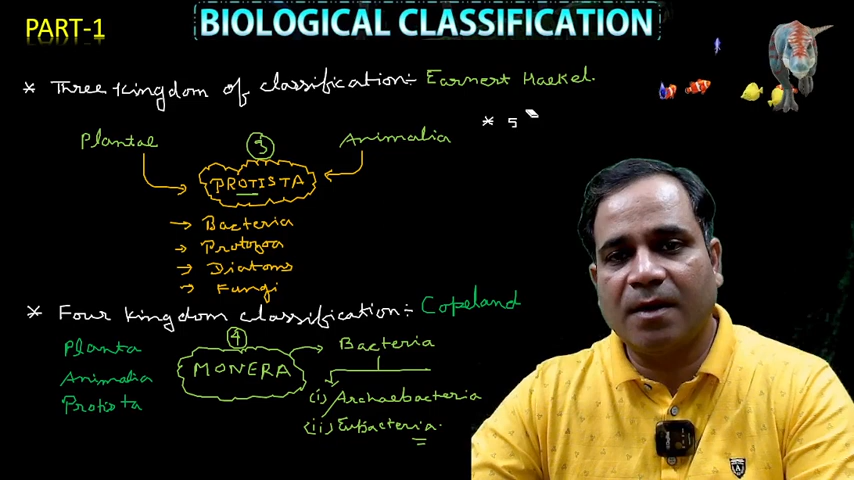 PART-1
BIOLOGICAL CLASSIFICATION
* Three kingdom of classification:- Earnert Haekel.
Plantae
Animalia
* 5
3
PROTISTA
→ Bacteria
→ Protozoa
→ Diatoms
→ Fungi
* Four kingdom classification:- Copeland
4
Planta
Animalia
Protista
MONERA
Bacteria
(i) Archaebacteria
(ii) Eubacteria.